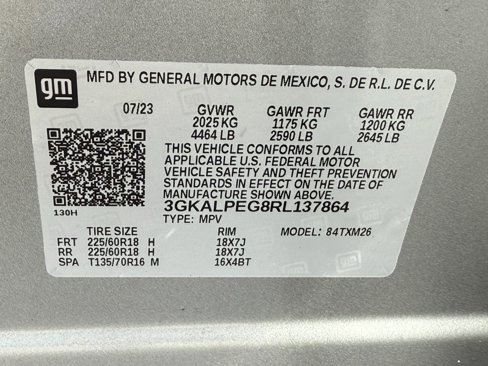 gm MFD BY GENERAL MOTORS DE MEXICO, S. DE R.L. DE C.V.
07/23 GVWR GAWR FRT GAWR RR
2025 KG 1175 KG 1200 KG
4464 LB 2590 LB 2645 LB
THIS VEHICLE CONFORMS TO ALL
APPLICABLE U.S. FEDERAL MOTOR
VEHICLE SAFETY AND THEFT PREVENTION
STANDARDS IN EFFECT ON THE DATE OF
MANUFACTURE SHOWN ABOVE.
3GKALPEG8RL137864
130H TYPE: MPV
TIRE SIZE RIM MODEL: 84TXM26
FRT 225/60R18 H 18X7J
RR 225/60R18 H 18X7J
SPA T135/70R16 M 16X4BT